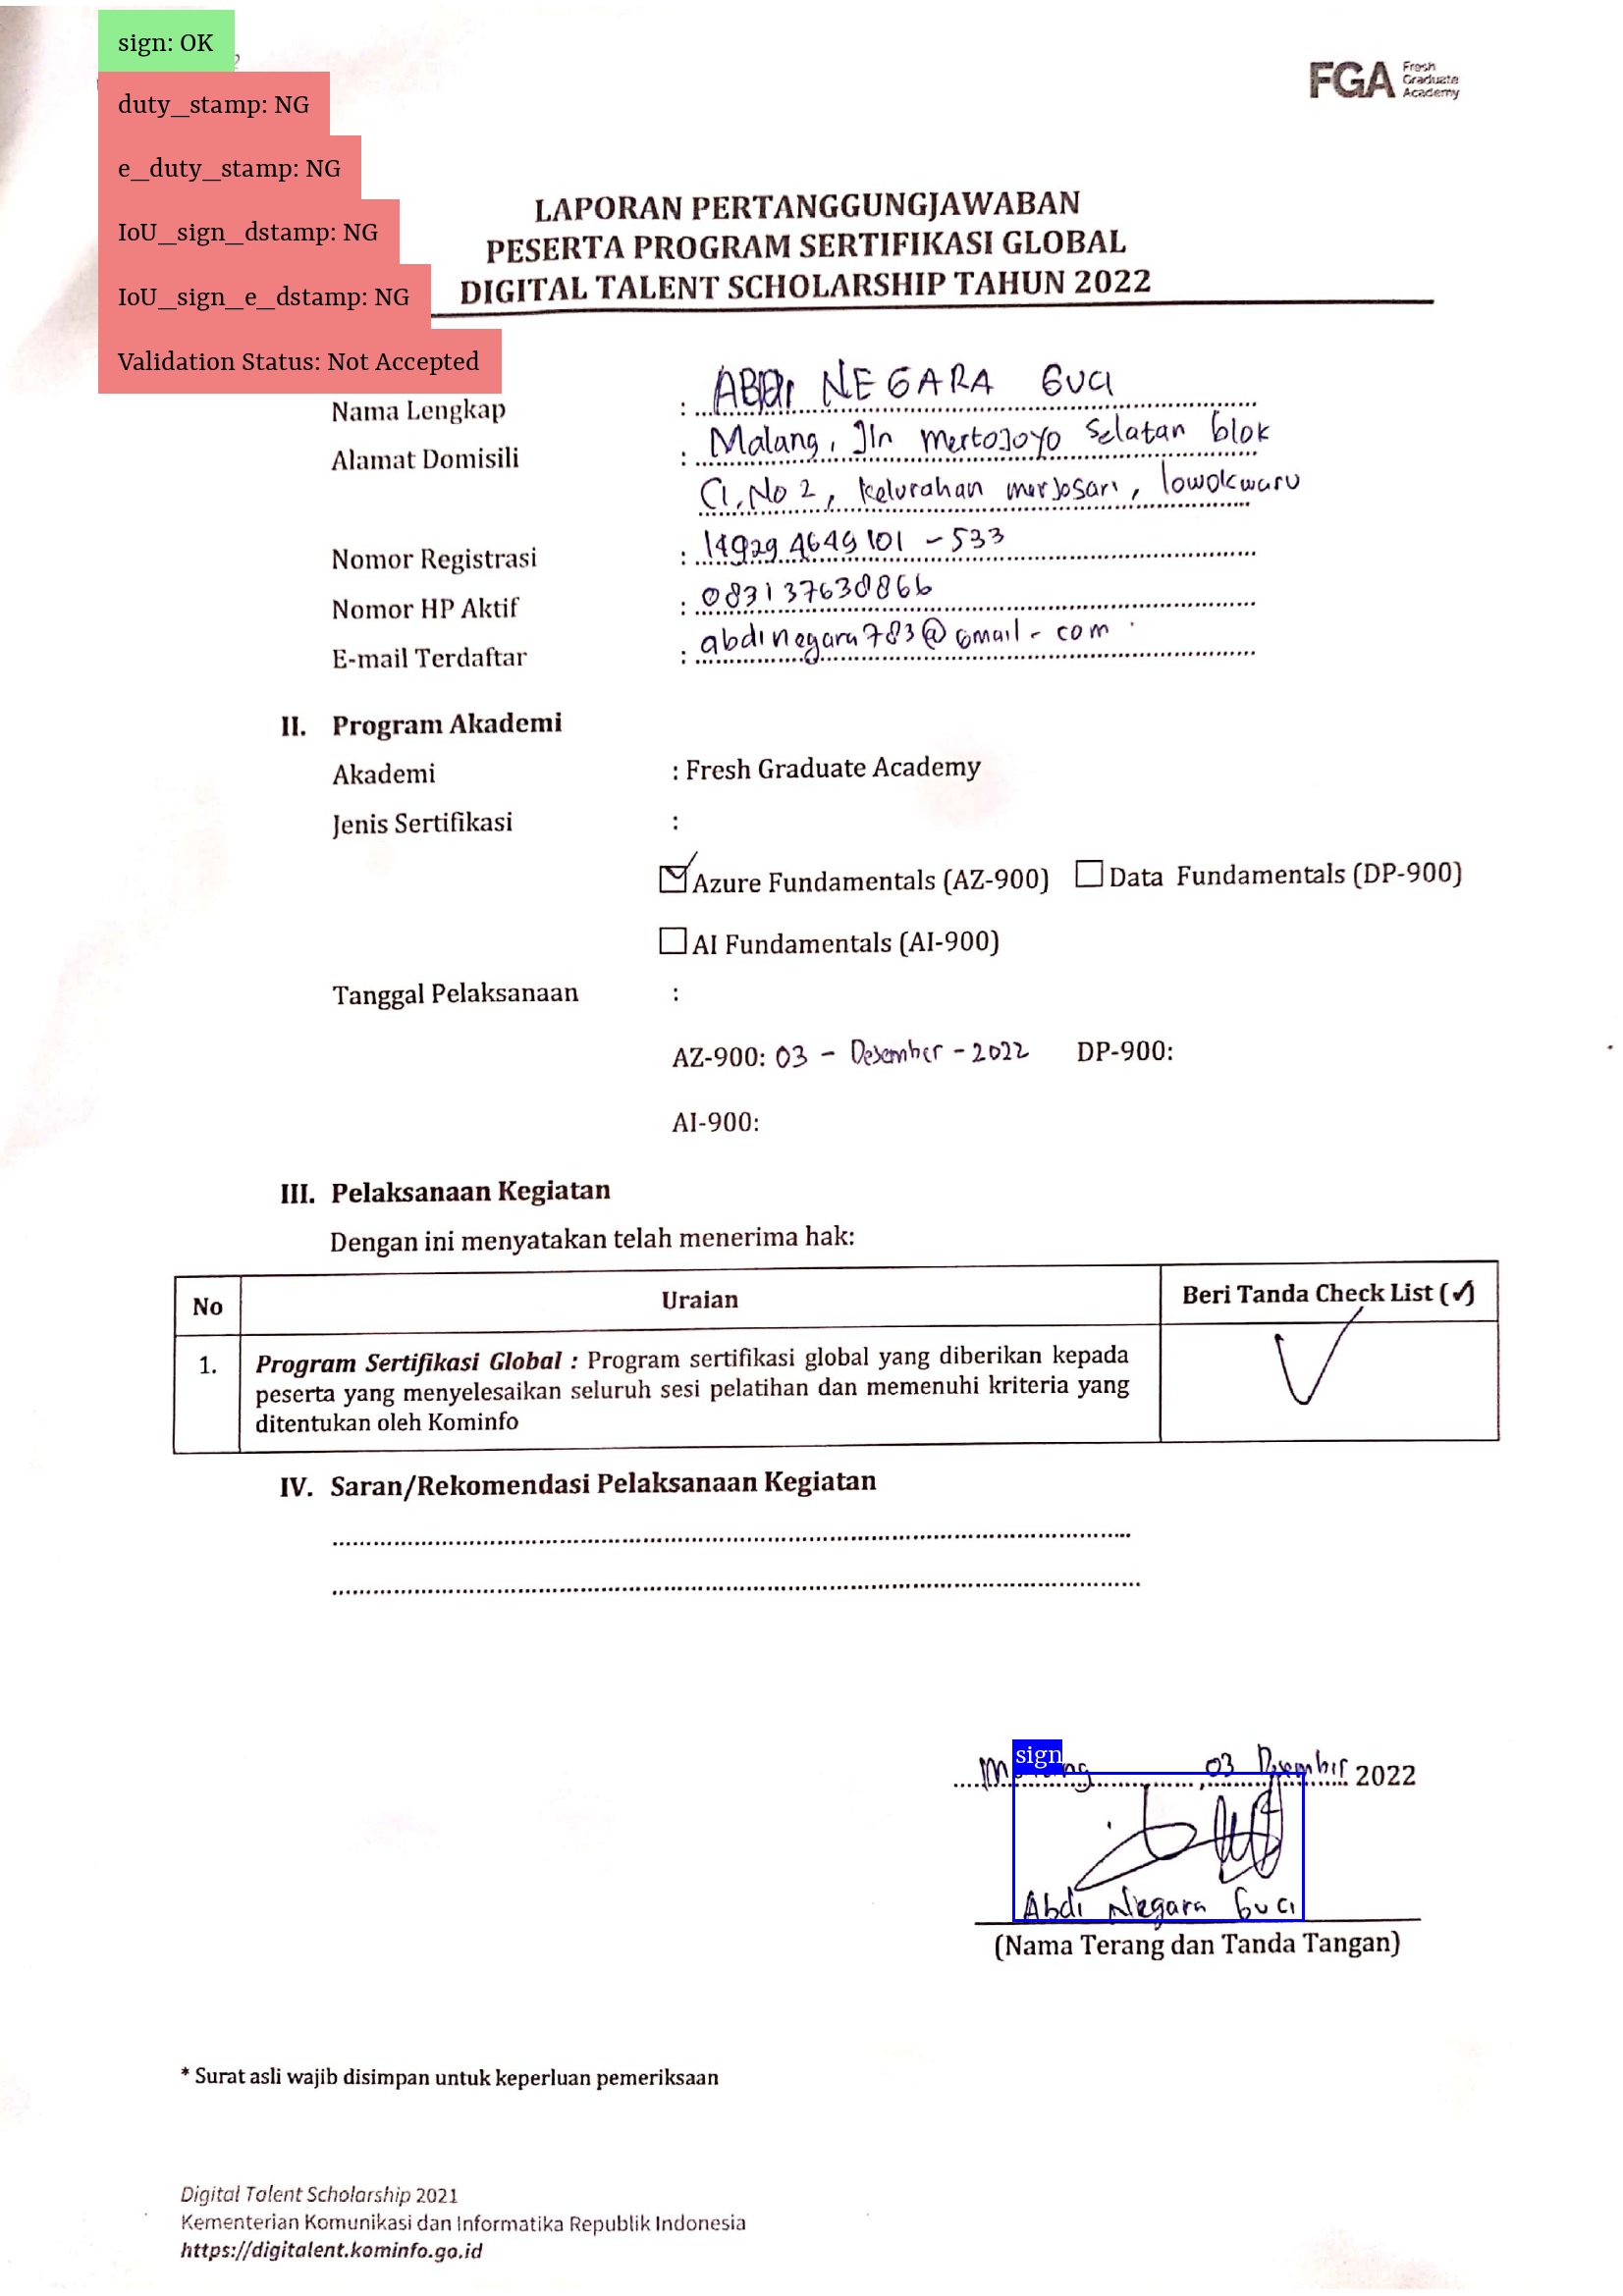 sign: OK
duty_stamp: NG
e_duty_stamp: NG
IoU_sign_dstamp: NG
IoU_sign_e_dstamp: NG
Validation Status: Not Accepted
FGA Fresh Graduate Academy
LAPORAN PERTANGGUNGJAWABAN
PESERTA PROGRAM SERTIFIKASI GLOBAL
DIGITAL TALENT SCHOLARSHIP TAHUN 2022
Nama Lengkap : ABDI NEGARA GUCI
Alamat Domisili : Malang, Jln mertojoyo Selatan blok
C1, No 2, kelurahan merjosari, lowokwaru
Nomor Registrasi : 149294649101 - 533
Nomor HP Aktif : 083137630866
E-mail Terdaftar : abdinegara783@gmail.com
II. Program Akademi
Akademi : Fresh Graduate Academy
Jenis Sertifikasi :
Azure Fundamentals (AZ-900) Data Fundamentals (DP-900)
AI Fundamentals (AI-900)
Tanggal Pelaksanaan :
AZ-900: 03 - Desember - 2022 DP-900:
AI-900:
III. Pelaksanaan Kegiatan
Dengan ini menyatakan telah menerima hak:
No Uraian Beri Tanda Check List (✓)
1. Program Sertifikasi Global : Program sertifikasi global yang diberikan kepada
peserta yang menyelesaikan seluruh sesi pelatihan dan memenuhi kriteria yang
ditentukan oleh Kominfo
IV. Saran/Rekomendasi Pelaksanaan Kegiatan
sign
03 Desember 2022
Abdi Negara Guci
(Nama Terang dan Tanda Tangan)
* Surat asli wajib disimpan untuk keperluan pemeriksaan
Digital Talent Scholarship 2021
Kementerian Komunikasi dan Informatika Republik Indonesia
https://digitalent.kominfo.go.id